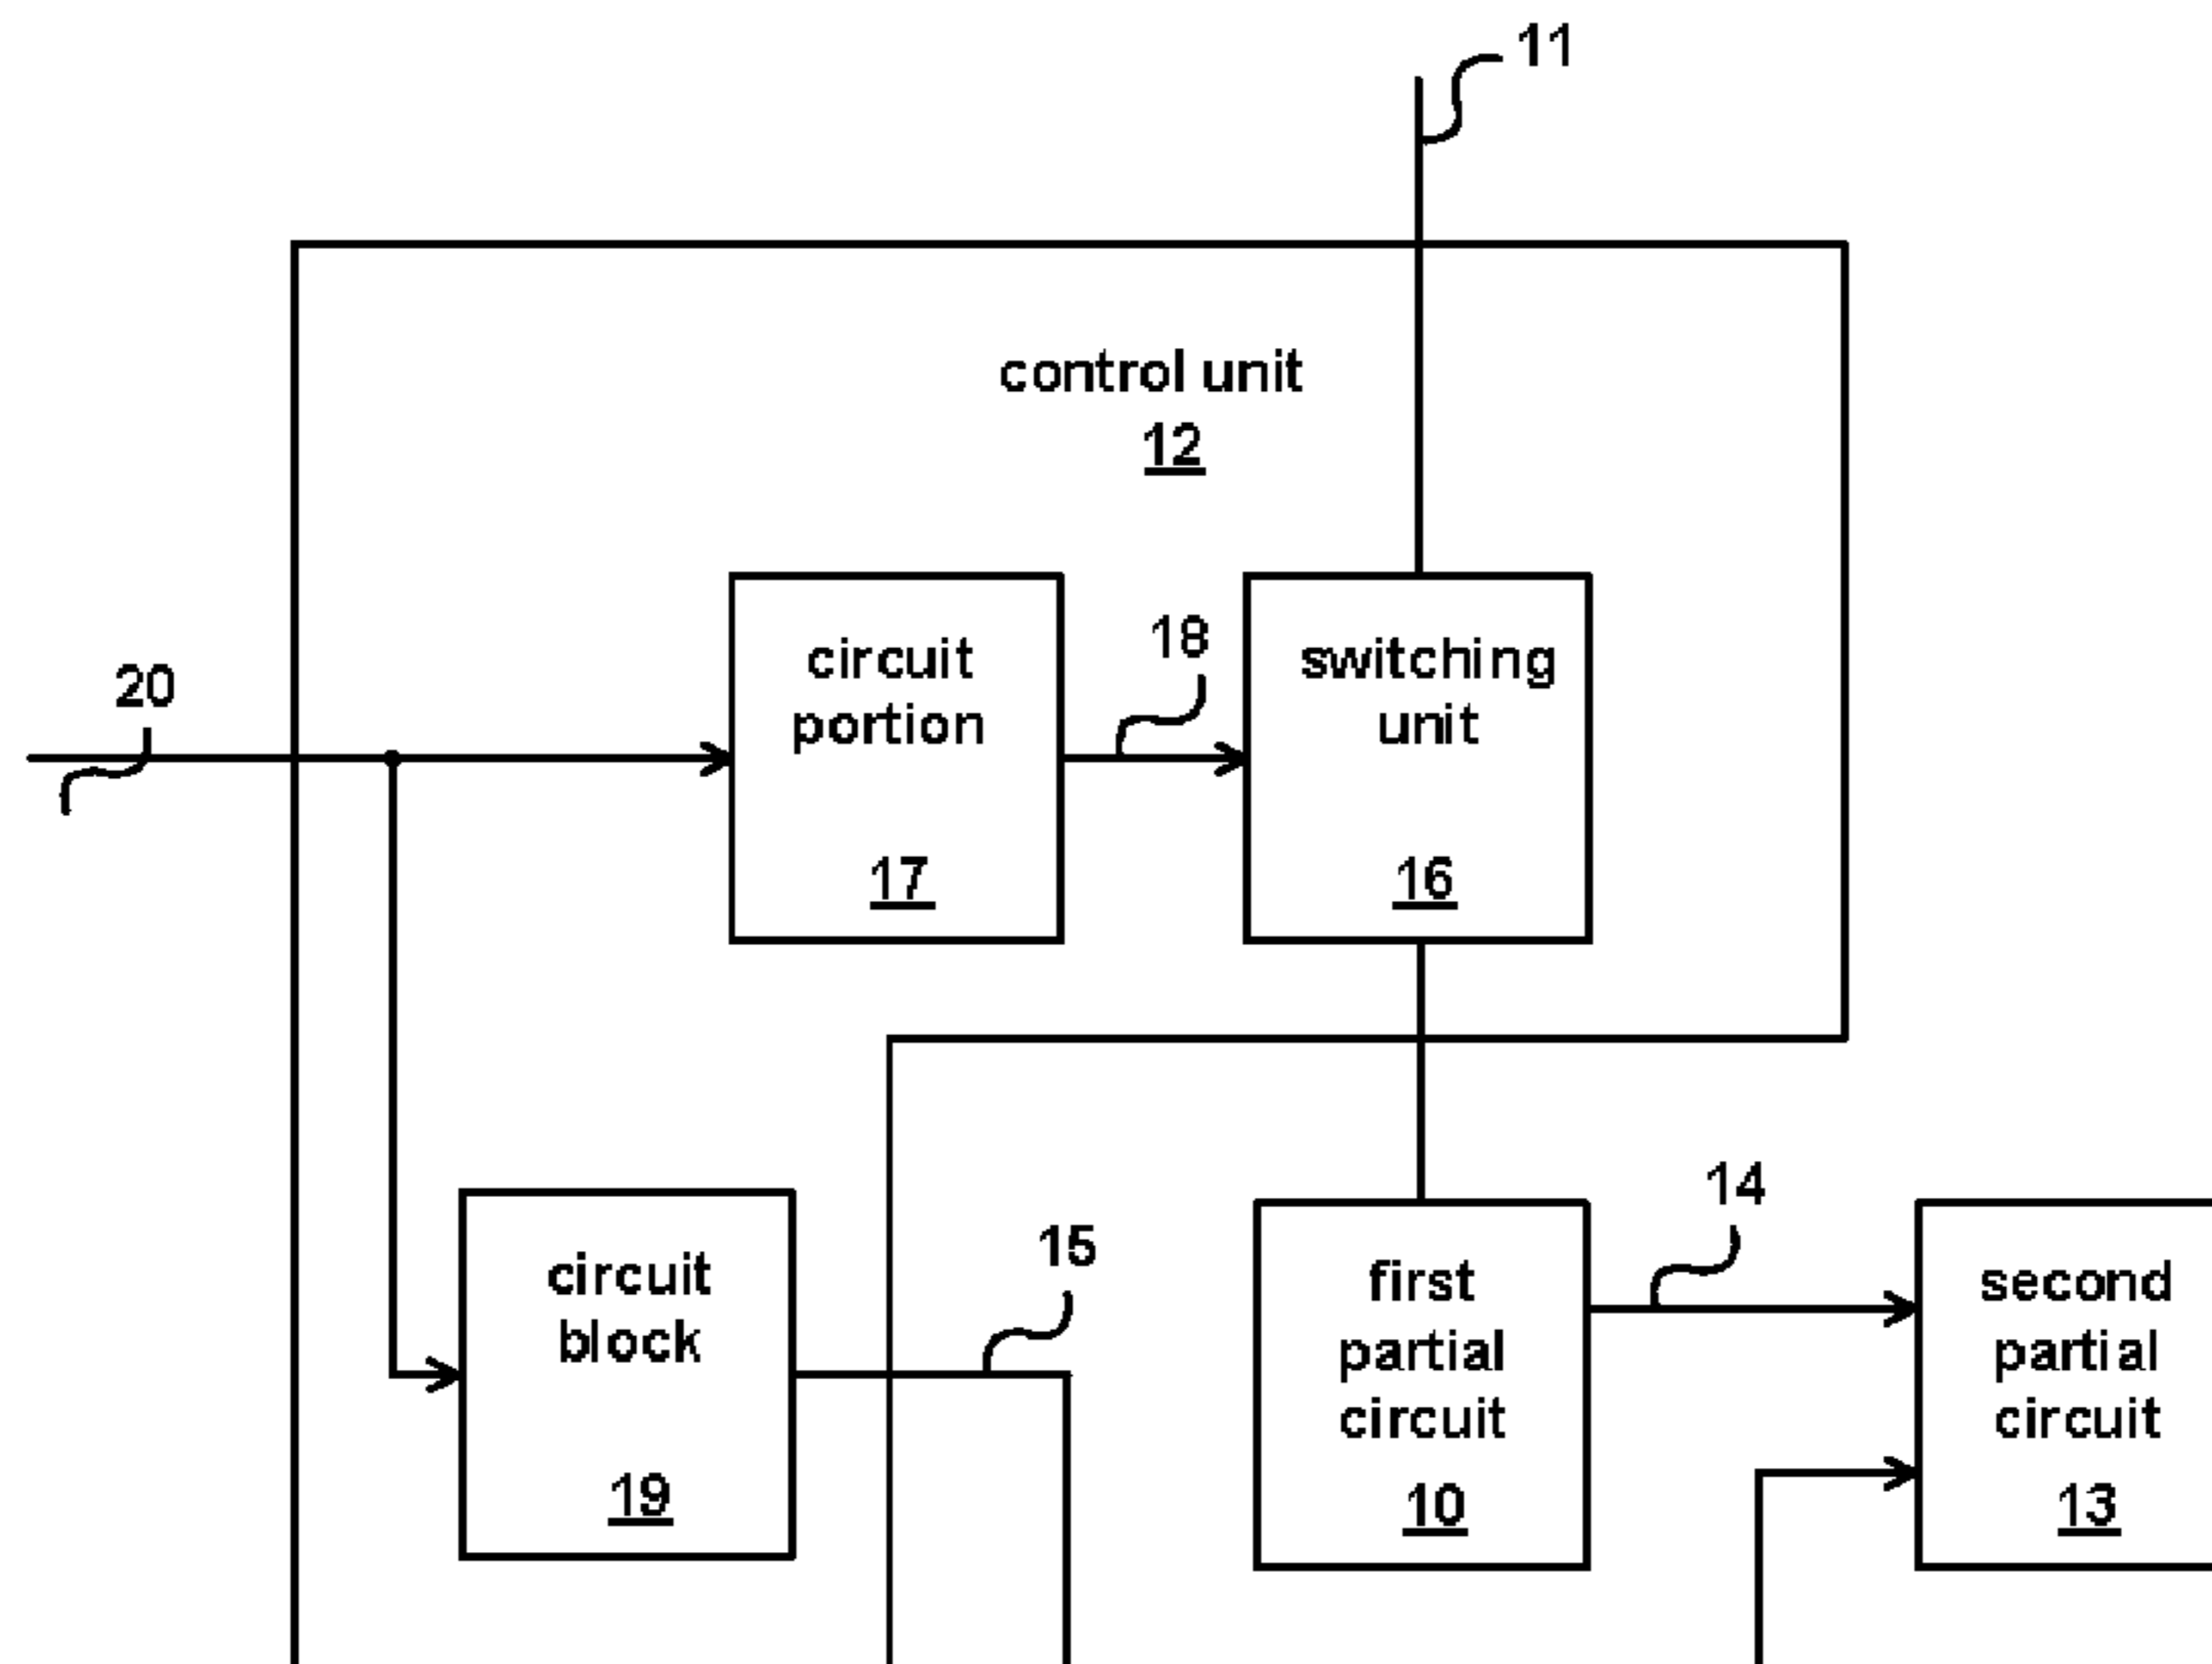 11
control unit
12
circuit
portion
17
18
switching
unit
16
20
circuit
block
19
15
first
partial
circuit
10
14
second
partial
circuit
13